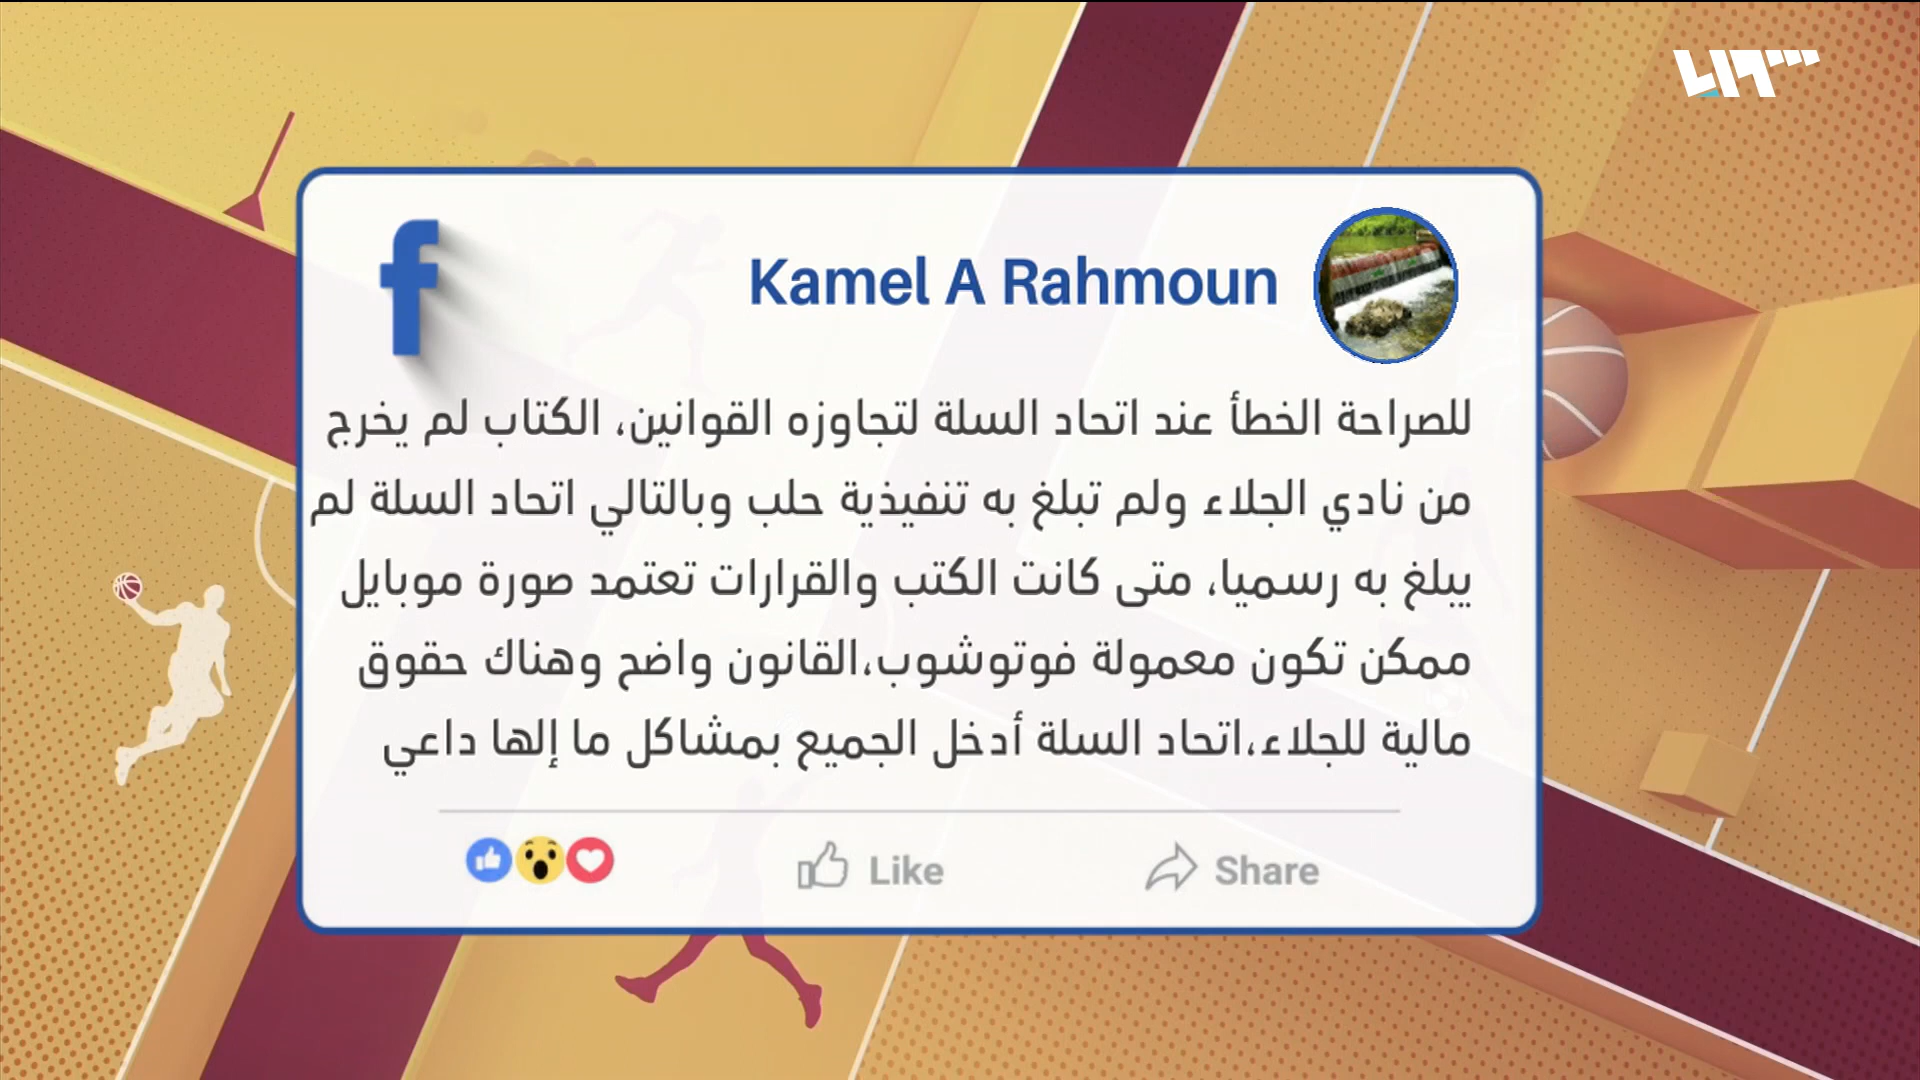 Kamel A Rahmoun
للصراحة الخطأ عند اتحاد السلة لتجاوزه القوانين، الكتاب لم يخرج
من نادي الجلاء ولم تبلغ به تنفيذية حلب وبالتالي اتحاد السلة لم
يبلغ به رسميا، متى كانت الكتب والقرارات تعتمد صورة موبايل
ممكن تكون معمولة فوتوشوب،القانون واضح وهناك حقوق
مالية للجلاء،اتحاد السلة أدخل الجميع بمشاكل ما إلها داعي
Like Share